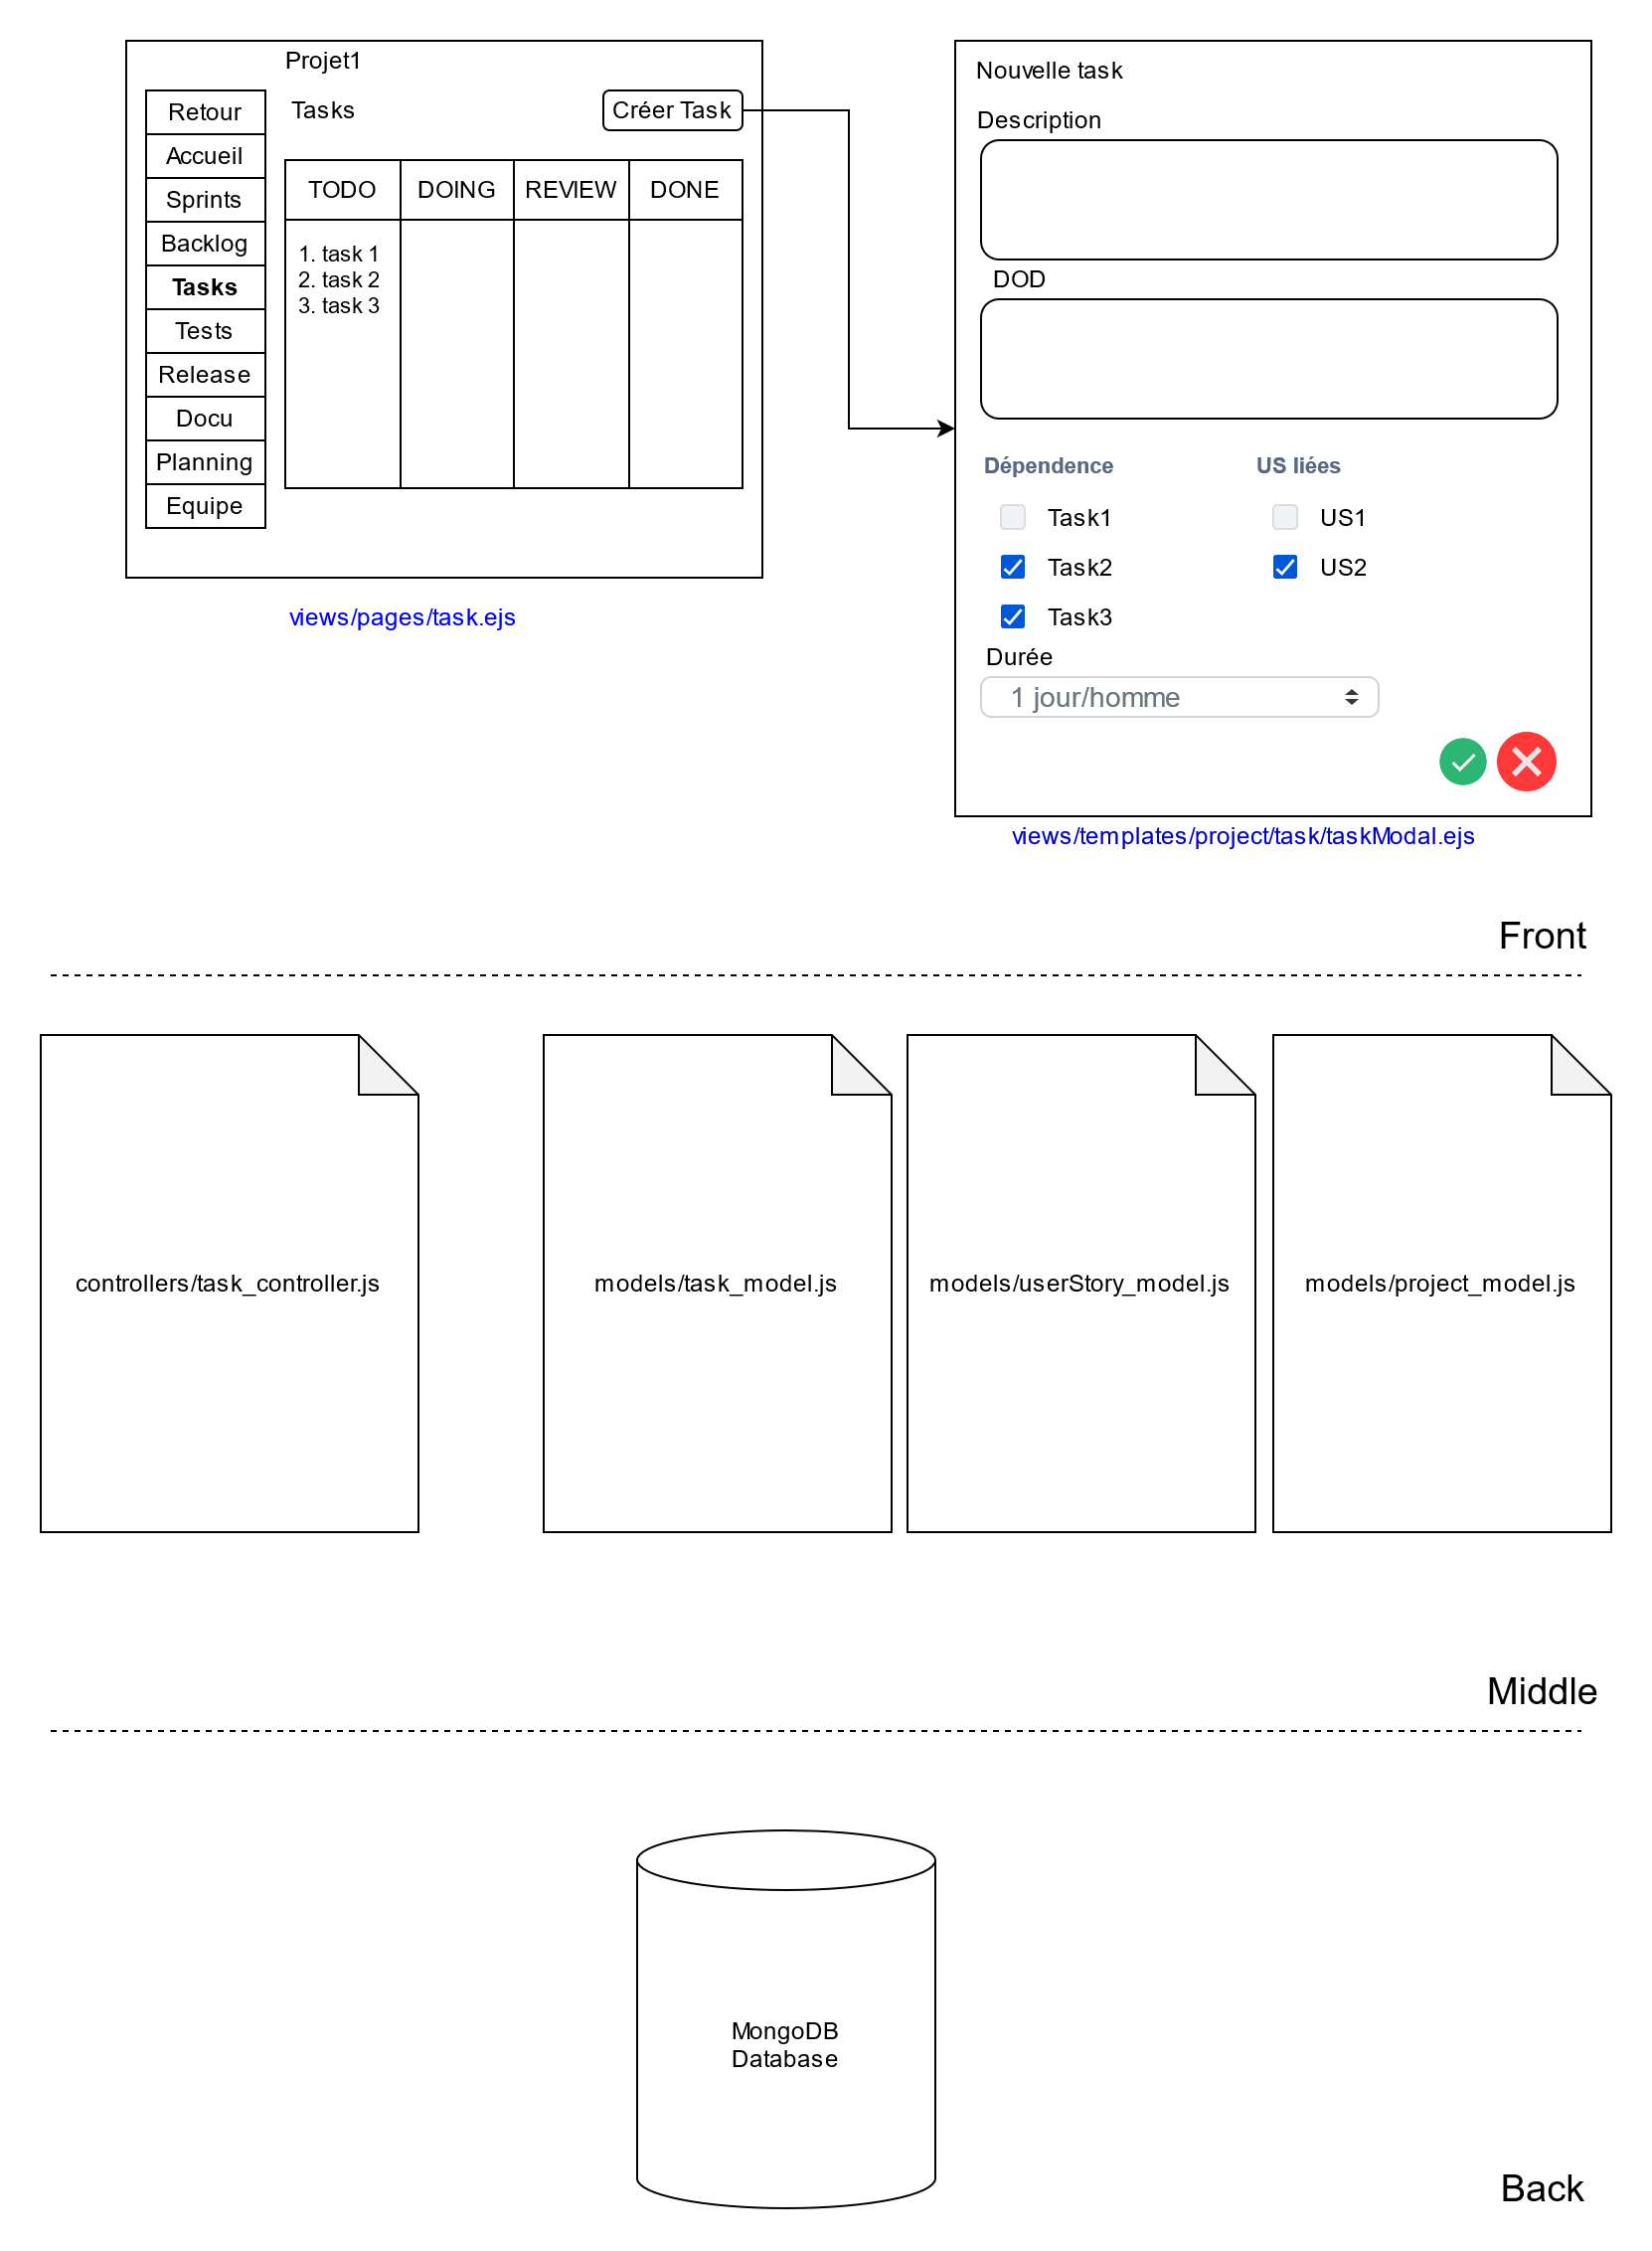 Projet1
Retour
Accueil
Sprints
Backlog
Tasks
Tests
Release
Docu
Planning
Equipe
Tasks
Créer Task
TODO DOING REVIEW DONE
1. task 1
2. task 2
3. task 3
views/pages/task.ejs
Nouvelle task
Description
DOD
Dépendence US liées
Task1 US1
Task2 US2
Task3
Durée
1 jour/homme
views/templates/project/task/taskModal.ejs
Front
controllers/task_controller.js
models/task_model.js
models/userStory_model.js
models/project_model.js
Middle
MongoDB
Database
Back